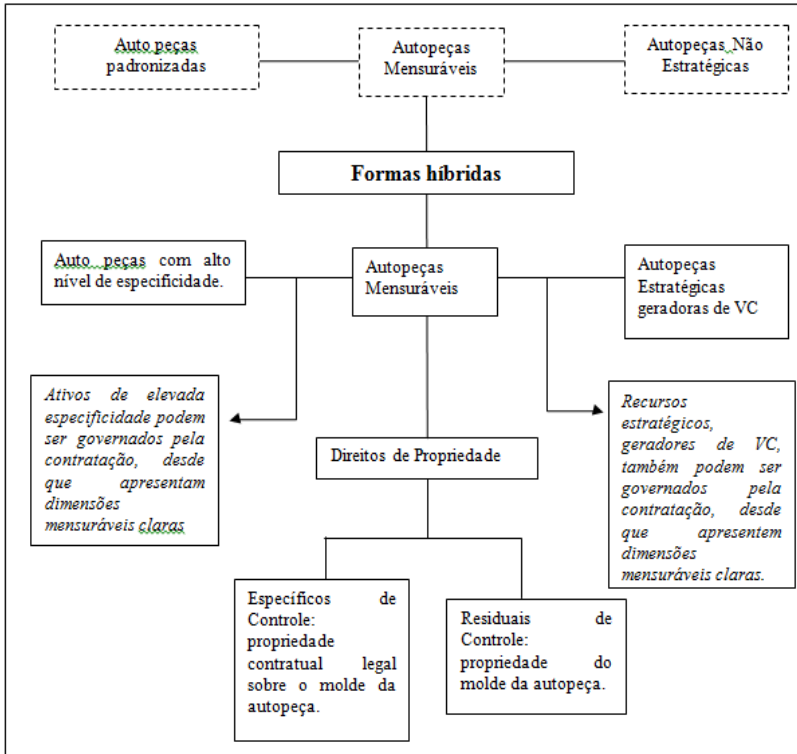 Auto peças
padronizadas
Autopeças
Mensuráveis
Autopeças Não
Estratégicas
Formas híbridas
Auto peças com alto
nível de especificidade.
Autopeças
Mensuráveis
Autopeças
Estratégicas
geradoras de VC
Ativos de elevada
especificidade podem
ser governados pela
contratação, desde
que apresentam
dimensões
mensuráveis claras
Recursos
estratégicos,
geradores de VC,
também podem ser
governados pela
contratação, desde
que apresentem
dimensões
mensuráveis claras.
Direitos de Propriedade
Específicos de
Controle:
propriedade
contratual legal
sobre o molde da
autopeça.
Residuais de
Controle:
propriedade do
molde da autopeça.